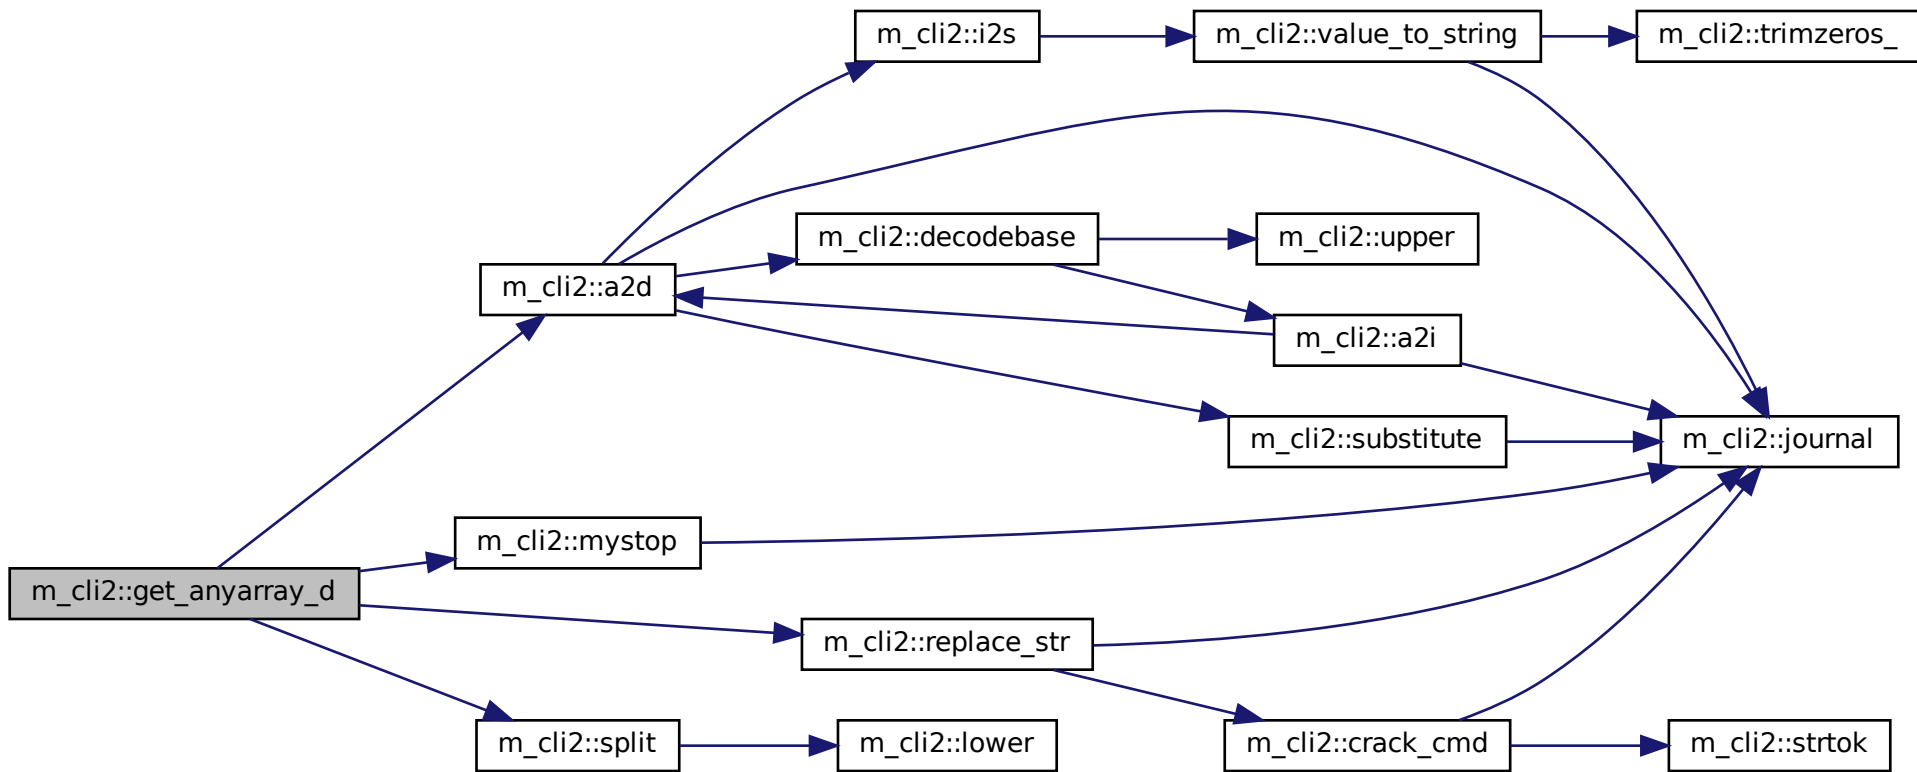 m_cli2::i2s
m_cli2::value_to_string
m_cli2::trimzeros_
m_cli2::decodebase
m_cli2::upper
m_cli2::a2d
m_cli2::a2i
m_cli2::substitute
m_cli2::journal
m_cli2::mystop
m_cli2::get_anyarray_d
m_cli2::replace_str
m_cli2::split
m_cli2::lower
m_cli2::crack_cmd
m_cli2::strtok